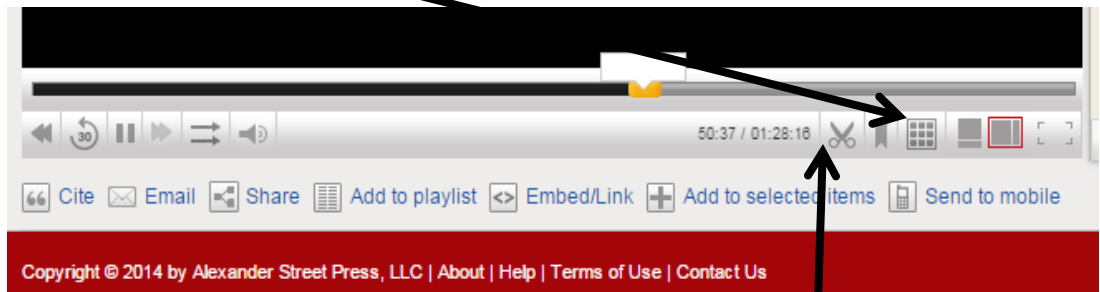 30 50:37 / 01:28:16
Cite Email Share Add to playlist Embed/Link Add to selected items Send to mobile
Copyright © 2014 by Alexander Street Press, LLC | About | Help | Terms of Use | Contact Us